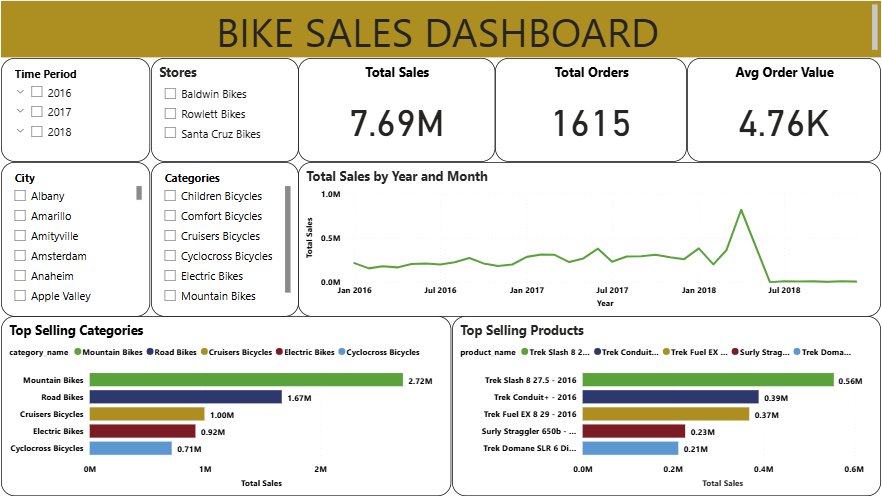 BIKE SALES DASHBOARD
Time Period
2016
2017
2018
Stores
Baldwin Bikes
Rowlett Bikes
Santa Cruz Bikes
Total Sales
7.69M
Total Orders
1615
Avg Order Value
4.76K
City
Albany
Amarillo
Amityville
Amsterdam
Anaheim
Apple Valley
Categories
Children Bicycles
Comfort Bicycles
Cruisers Bicycles
Cyclocross Bicycles
Electric Bikes
Mountain Bikes
Total Sales by Year and Month
Total Sales
1.0M
0.5M
0.0M
Jan 2016 Jul 2016 Jan 2017 Jul 2017 Jan 2018 Jul 2018
Year
Top Selling Categories
category_name Mountain Bikes Road Bikes Cruisers Bicycles Electric Bikes Cyclocross Bicycles
Mountain Bikes 2.72M
Road Bikes 1.67M
Cruisers Bicycles 1.00M
Electric Bikes 0.92M
Cyclocross Bicycles 0.71M
0M 1M 2M
Total Sales
Top Selling Products
product_name Trek Slash 8 2... Trek Conduit... Trek Fuel EX ... Surly Strag... Trek Doma...
Trek Slash 8 27.5 - 2016 0.56M
Trek Conduit+ - 2016 0.39M
Trek Fuel EX 8 29 - 2016 0.37M
Surly Straggler 650b - ... 0.23M
Trek Domane SLR 6 Di... 0.21M
0.0M 0.2M 0.4M 0.6M
Total Sales